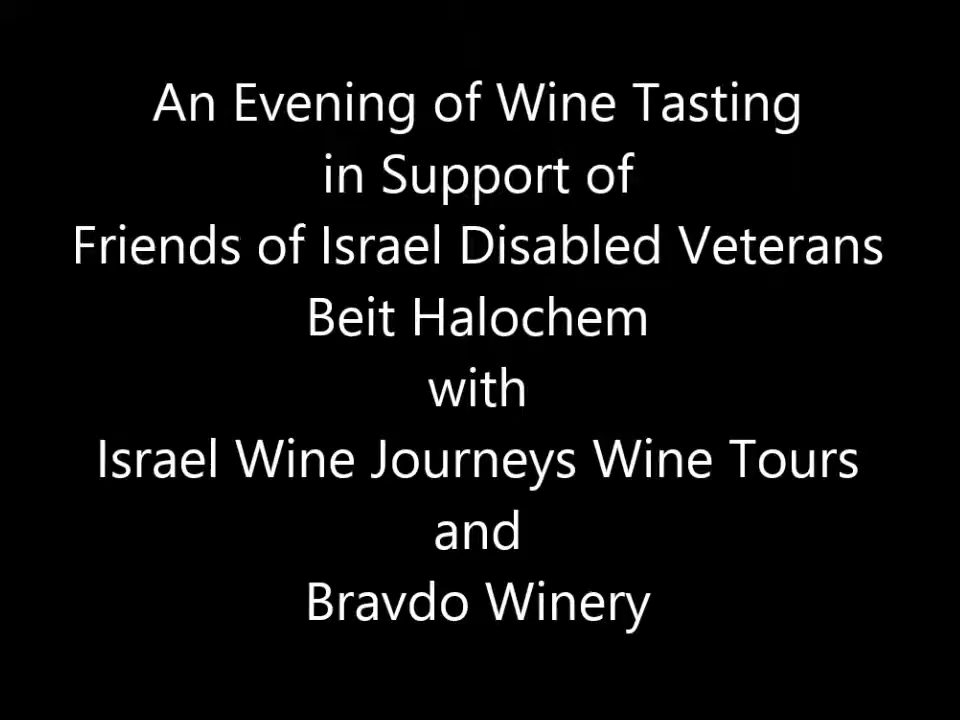 An Evening of Wine Tasting
in Support of
Friends of Israel Disabled Veterans
Beit Halochem
with
Israel Wine Journeys Wine Tours
and
Bravdo Winery